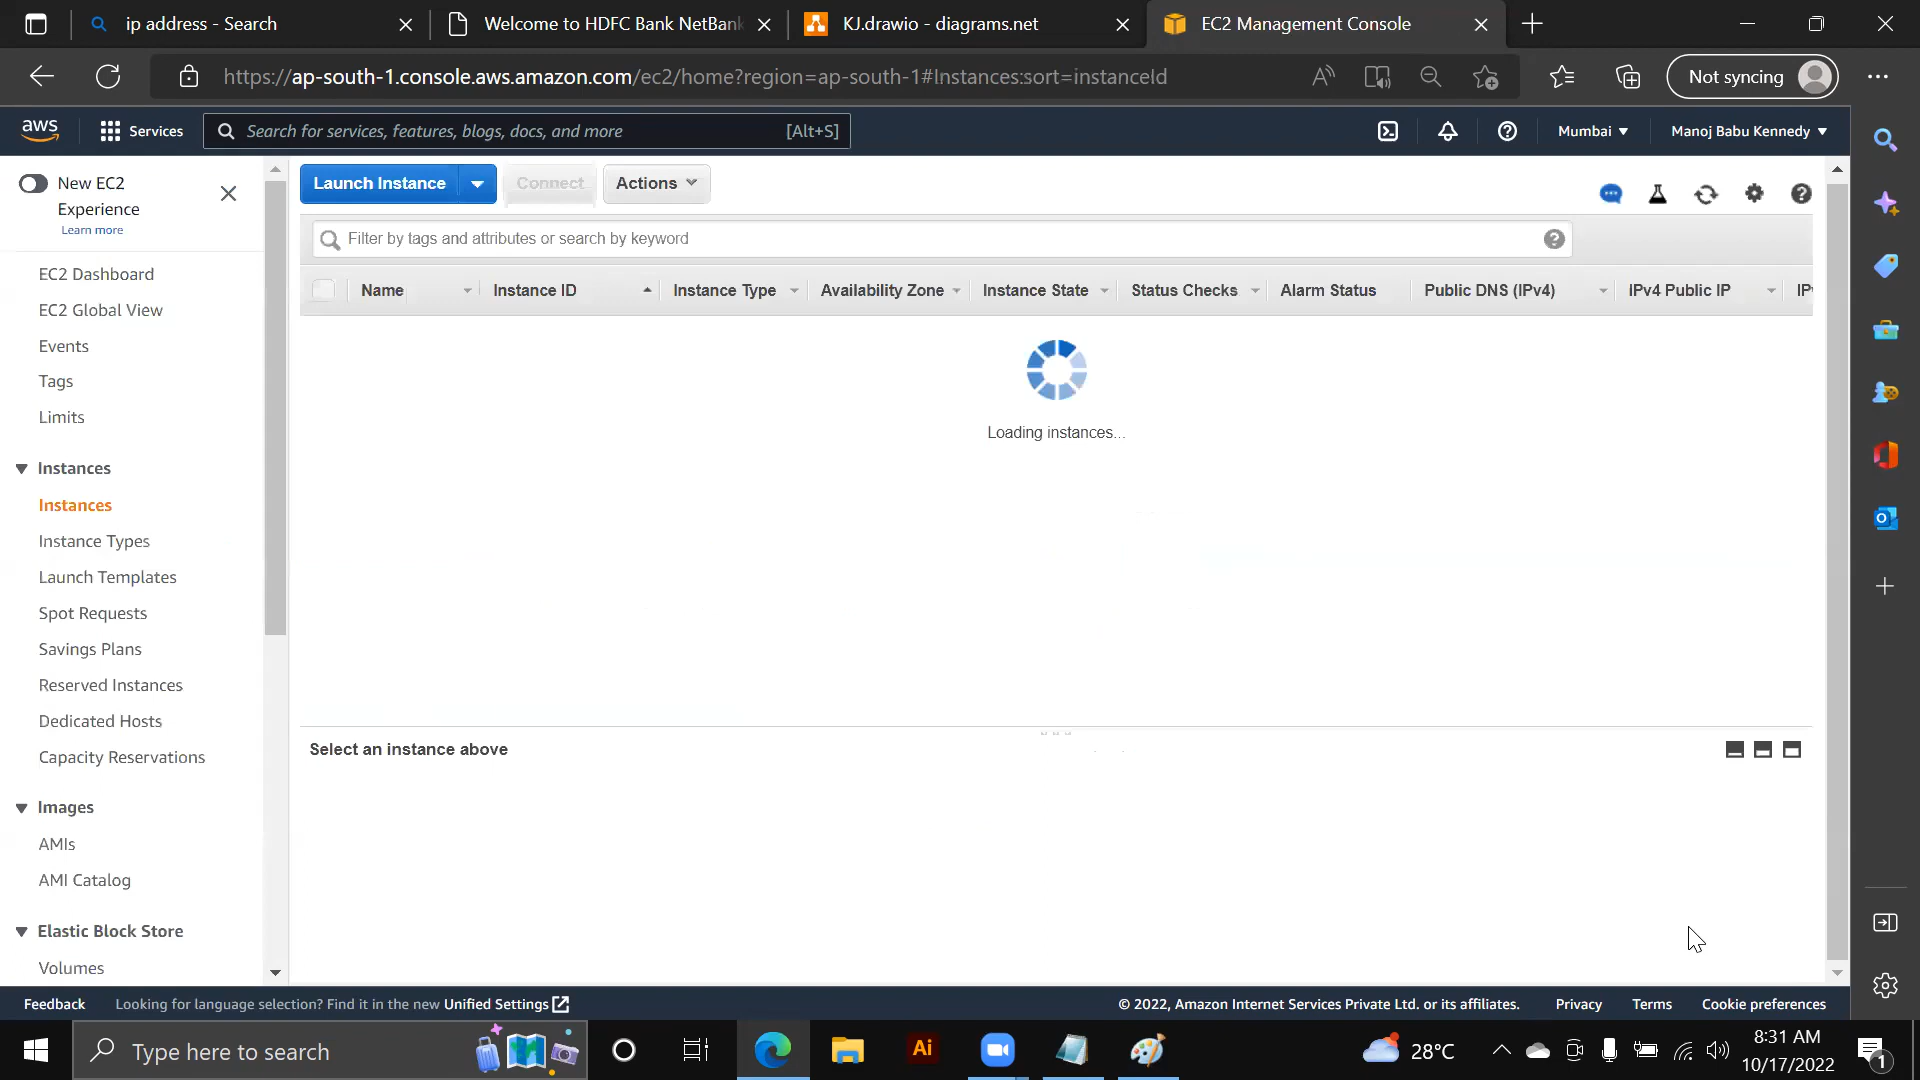 ip address - Search
Welcome to HDFC Bank NetBank
KJ.drawio - diagrams.net
EC2 Management Console
https://ap-south-1.console.aws.amazon.com/ec2/home?region=ap-south-1#Instances:sort=instanceId
Not syncing
aws
Services
Search for services, features, blogs, docs, and more
[Alt+S]
Mumbai
Manoj Babu Kennedy
New EC2
Experience
Learn more
EC2 Dashboard
EC2 Global View
Events
Tags
Limits
Instances
Instances
Instance Types
Launch Templates
Spot Requests
Savings Plans
Reserved Instances
Dedicated Hosts
Capacity Reservations
Images
AMIs
AMI Catalog
Elastic Block Store
Volumes
Launch Instance
Connect
Actions
Filter by tags and attributes or search by keyword
Name
Instance ID
Instance Type
Availability Zone
Instance State
Status Checks
Alarm Status
Public DNS (IPv4)
IPv4 Public IP
Loading instances...
Select an instance above
Feedback
Looking for language selection? Find it in the new Unified Settings
© 2022, Amazon Internet Services Private Ltd. or its affiliates.
Privacy
Terms
Cookie preferences
Type here to search
Ai
28°C
8:31 AM
10/17/2022
1